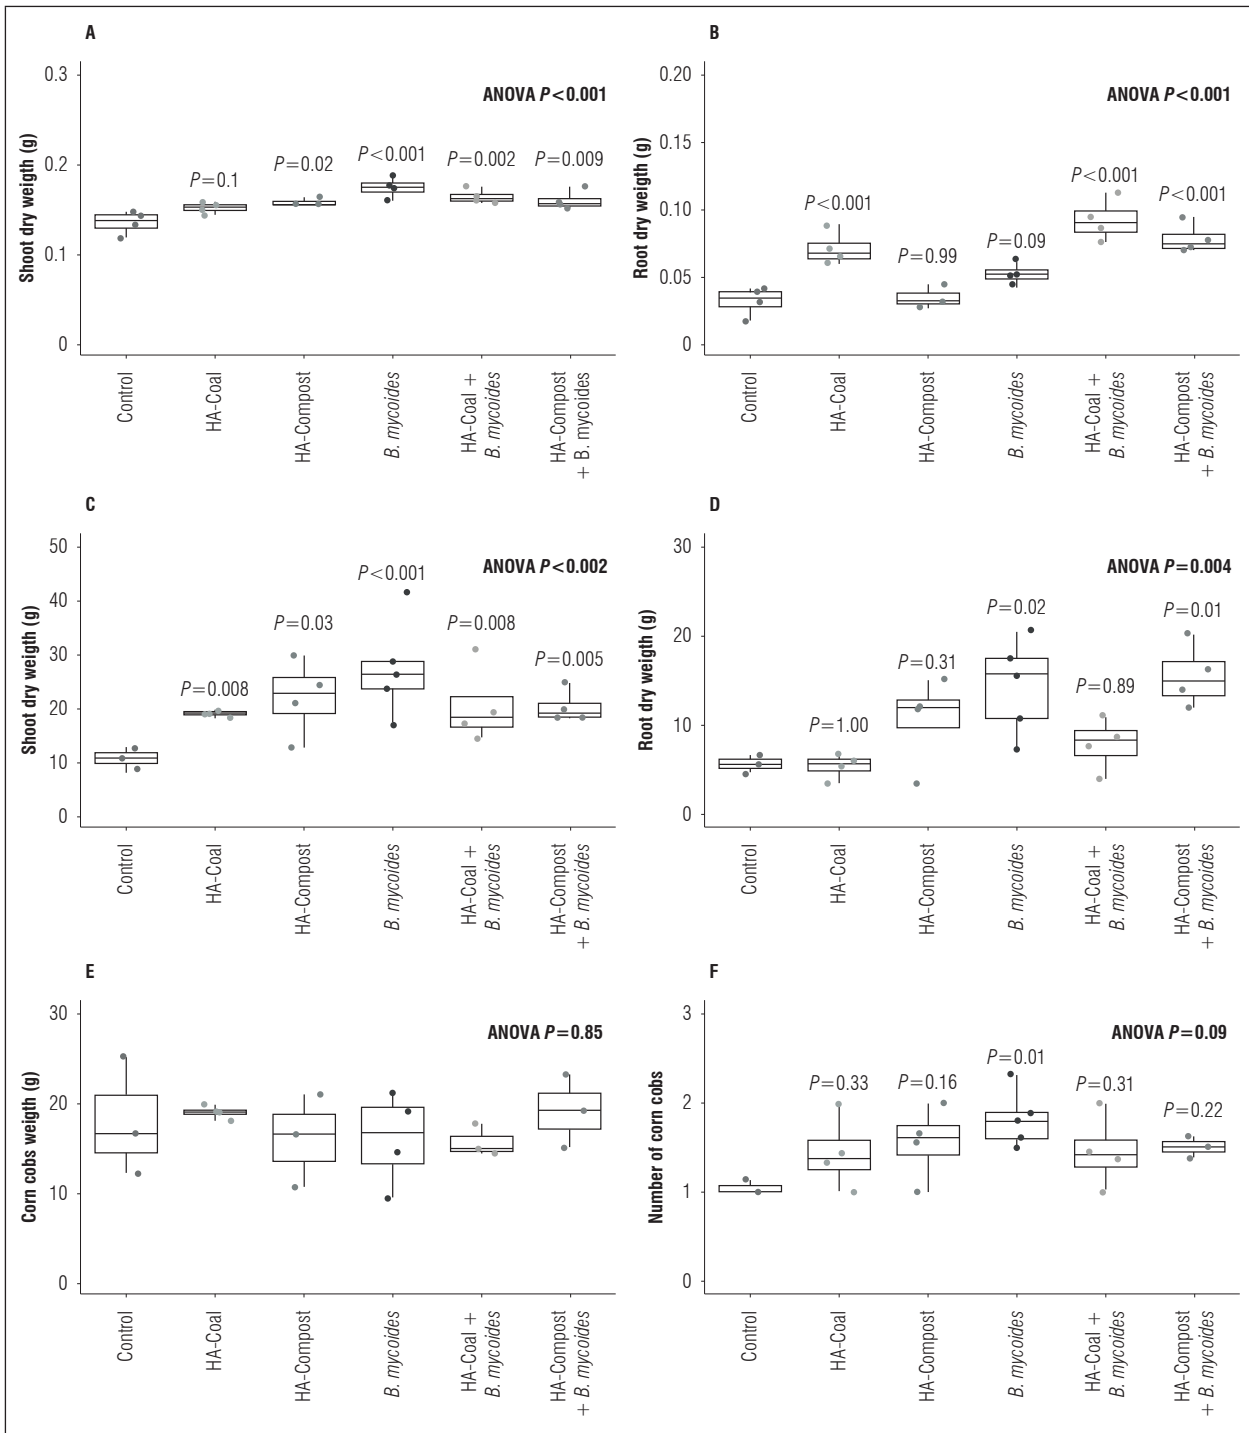 A
Shoot dry weigth (g)
0.3
0.2
0.1
0
ANOVA P<0.001
P=0.1
P=0.02
P<0.001
P=0.002
P=0.009
Control
HA-Coal
HA-Compost
B. mycoides
HA-Coal +
B. mycoides
HA-Compost
+ B. mycoides
B
Root dry weigth (g)
0.20
0.15
0.10
0.05
0
ANOVA P<0.001
P<0.001
P=0.99
P=0.09
P<0.001
P<0.001
Control
HA-Coal
HA-Compost
B. mycoides
HA-Coal +
B. mycoides
HA-Compost
+ B. mycoides
C
Shoot dry weigth (g)
50
40
30
20
10
0
ANOVA P<0.002
P=0.008
P=0.03
P<0.001
P=0.008
P=0.005
Control
HA-Coal
HA-Compost
B. mycoides
HA-Coal +
B. mycoides
HA-Compost
+ B. mycoides
D
Root dry weigth (g)
30
20
10
0
ANOVA P=0.004
P=1.00
P=0.31
P=0.02
P=0.89
P=0.01
Control
HA-Coal
HA-Compost
B. mycoides
HA-Coal +
B. mycoides
HA-Compost
+ B. mycoides
E
Corn cobs weigth (g)
30
20
10
0
ANOVA P=0.85
Control
HA-Coal
HA-Compost
B. mycoides
HA-Coal +
B. mycoides
HA-Compost
+ B. mycoides
F
Number of corn cobs
3
2
1
0
ANOVA P=0.09
P=0.33
P=0.16
P=0.01
P=0.31
P=0.22
Control
HA-Coal
HA-Compost
B. mycoides
HA-Coal +
B. mycoides
HA-Compost
+ B. mycoides